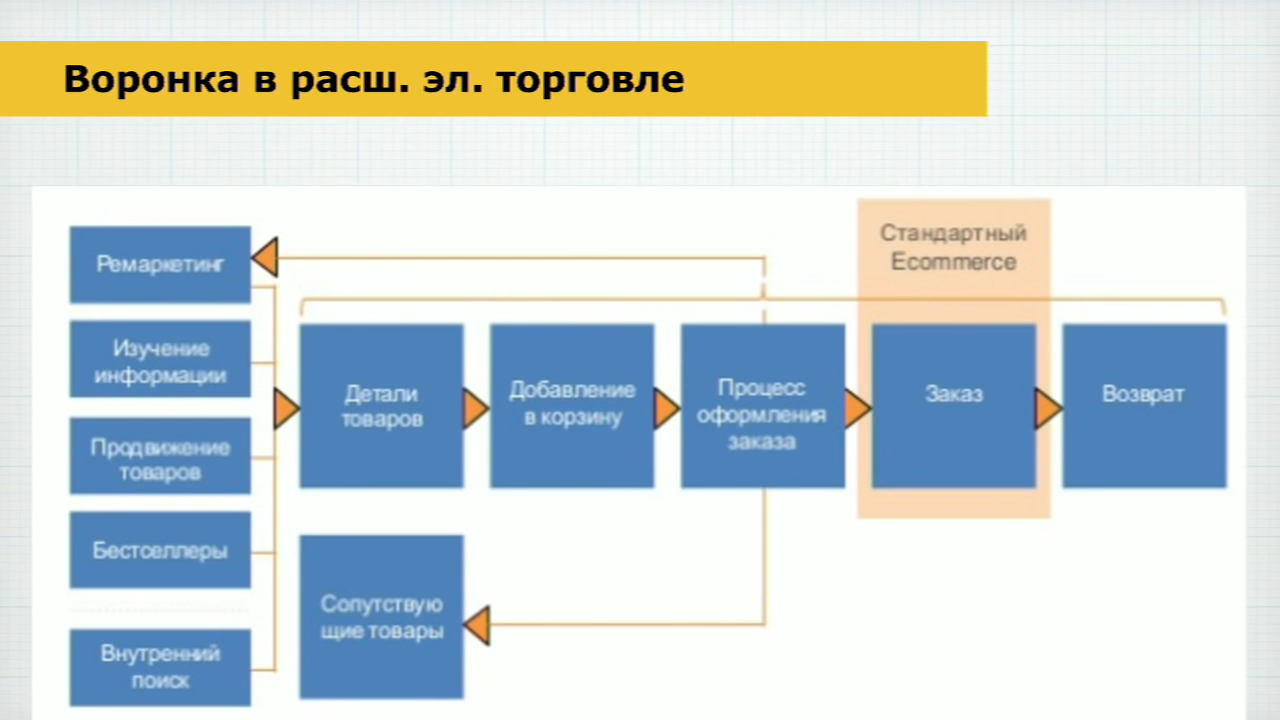 Воронка в расш. эл. торговле
Стандартный
Ecommerce
Ремаркетинг
Изучение
информации
Продвижение
товаров
Бестселлеры
Внутренний
поиск
Детали
товаров
Добавление
в корзину
Процесс
оформления
заказа
Заказ
Возврат
Сопутствую
щие товары